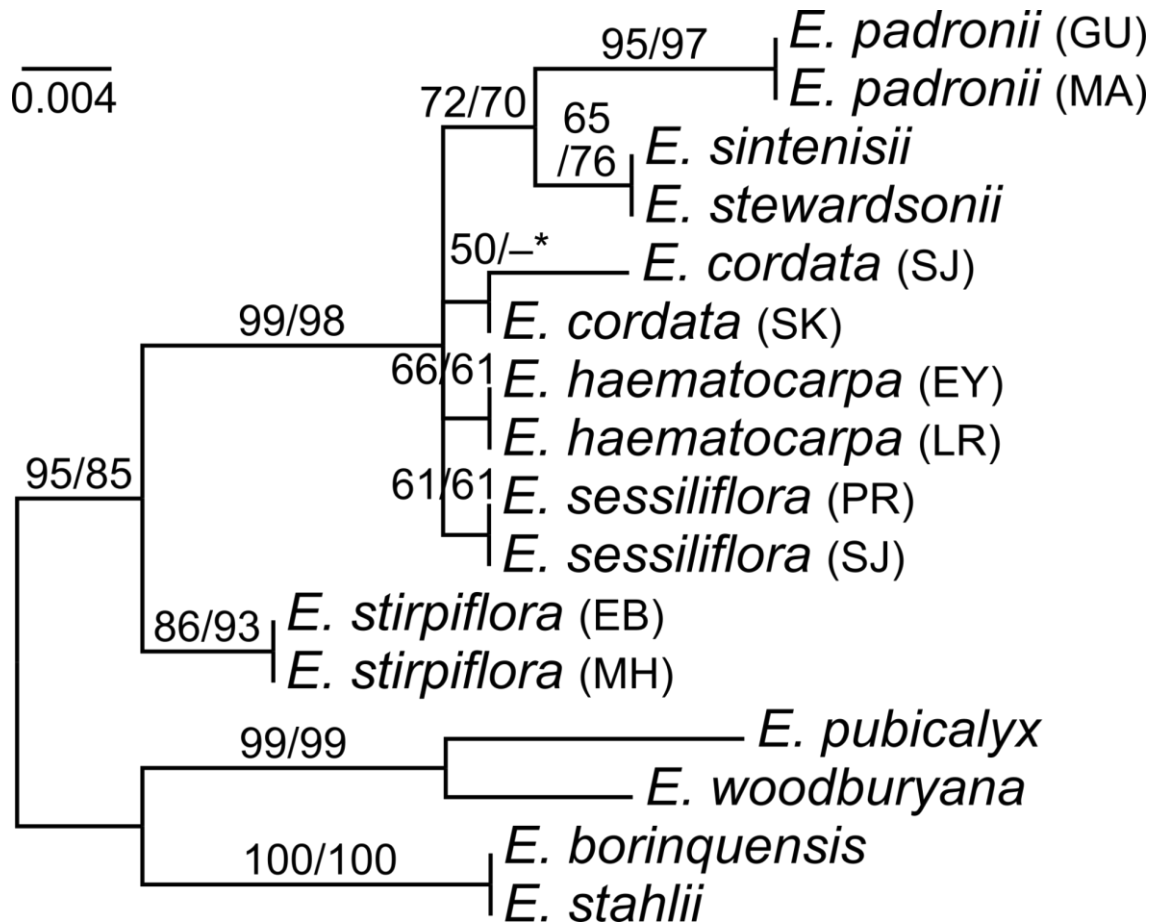 E. padronii (GU)
95/97
0.004
E. padronii (MA)
72/70
65
/76
E. sintenisii
E. stewardsonii
50/–*
E. cordata (SJ)
99/98
E. cordata (SK)
66/61
E. haematocarpa (EY)
E. haematocarpa (LR)
95/85
61/61
E. sessiliflora (PR)
E. sessiliflora (SJ)
E. stirpiflora (EB)
86/93
E. stirpiflora (MH)
99/99
E. pubicalyx
E. woodburyana
100/100
E. borinquensis
E. stahlii